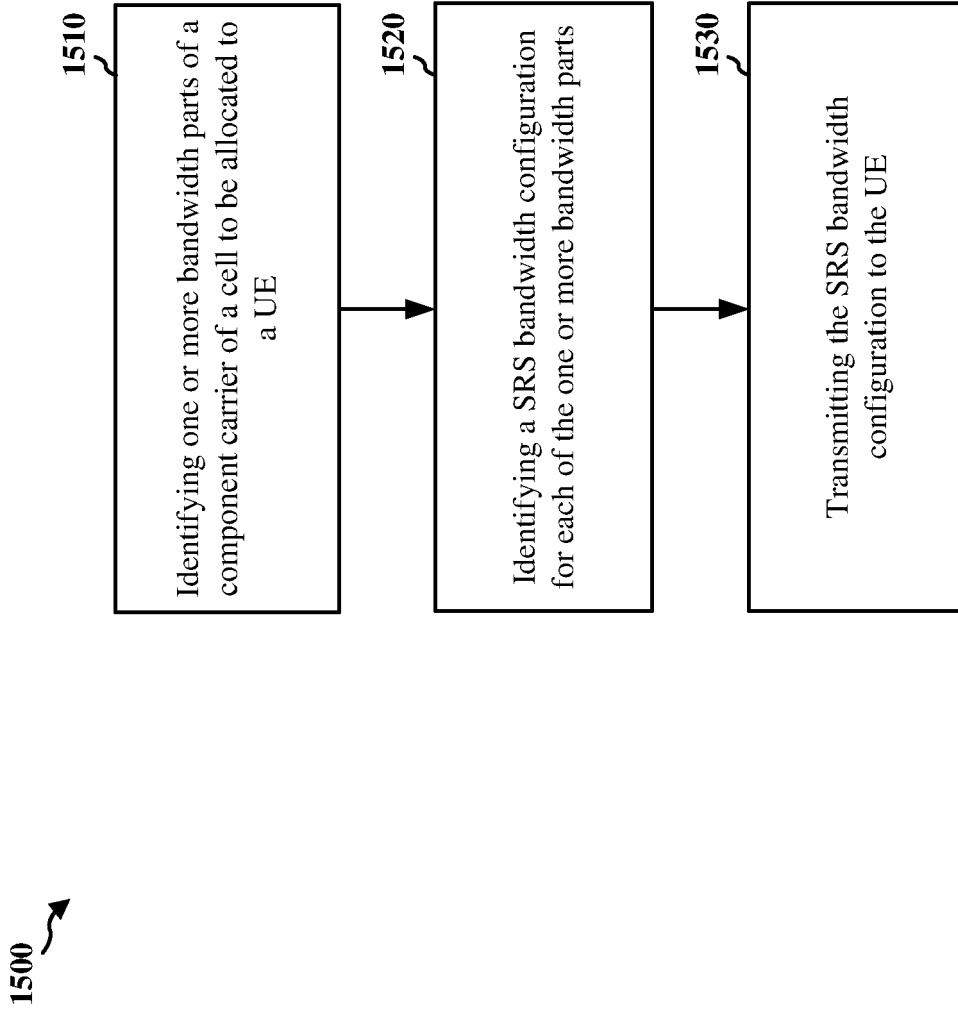 1500
1510
Identifying one or more bandwidth parts of a
component carrier of a cell to be allocated to
a UE
1520
Identifying a SRS bandwidth configuration
for each of the one or more bandwidth parts
1530
Transmitting the SRS bandwidth
configuration to the UE